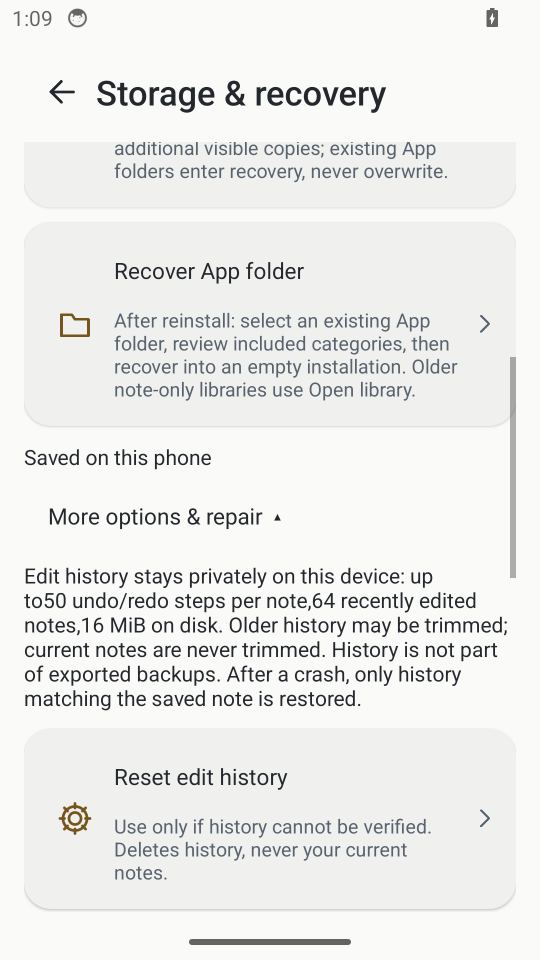 1:09
Storage & recovery
additional visible copies; existing App
folders enter recovery, never overwrite.
Recover App folder
After reinstall: select an existing App
folder, review included categories, then
recover into an empty installation. Older
note-only libraries use Open library.
Saved on this phone
More options & repair ▴
Edit history stays privately on this device: up
to50 undo/redo steps per note,64 recently edited
notes,16 MiB on disk. Older history may be trimmed;
current notes are never trimmed. History is not part
of exported backups. After a crash, only history
matching the saved note is restored.
Reset edit history
Use only if history cannot be verified.
Deletes history, never your current
notes.